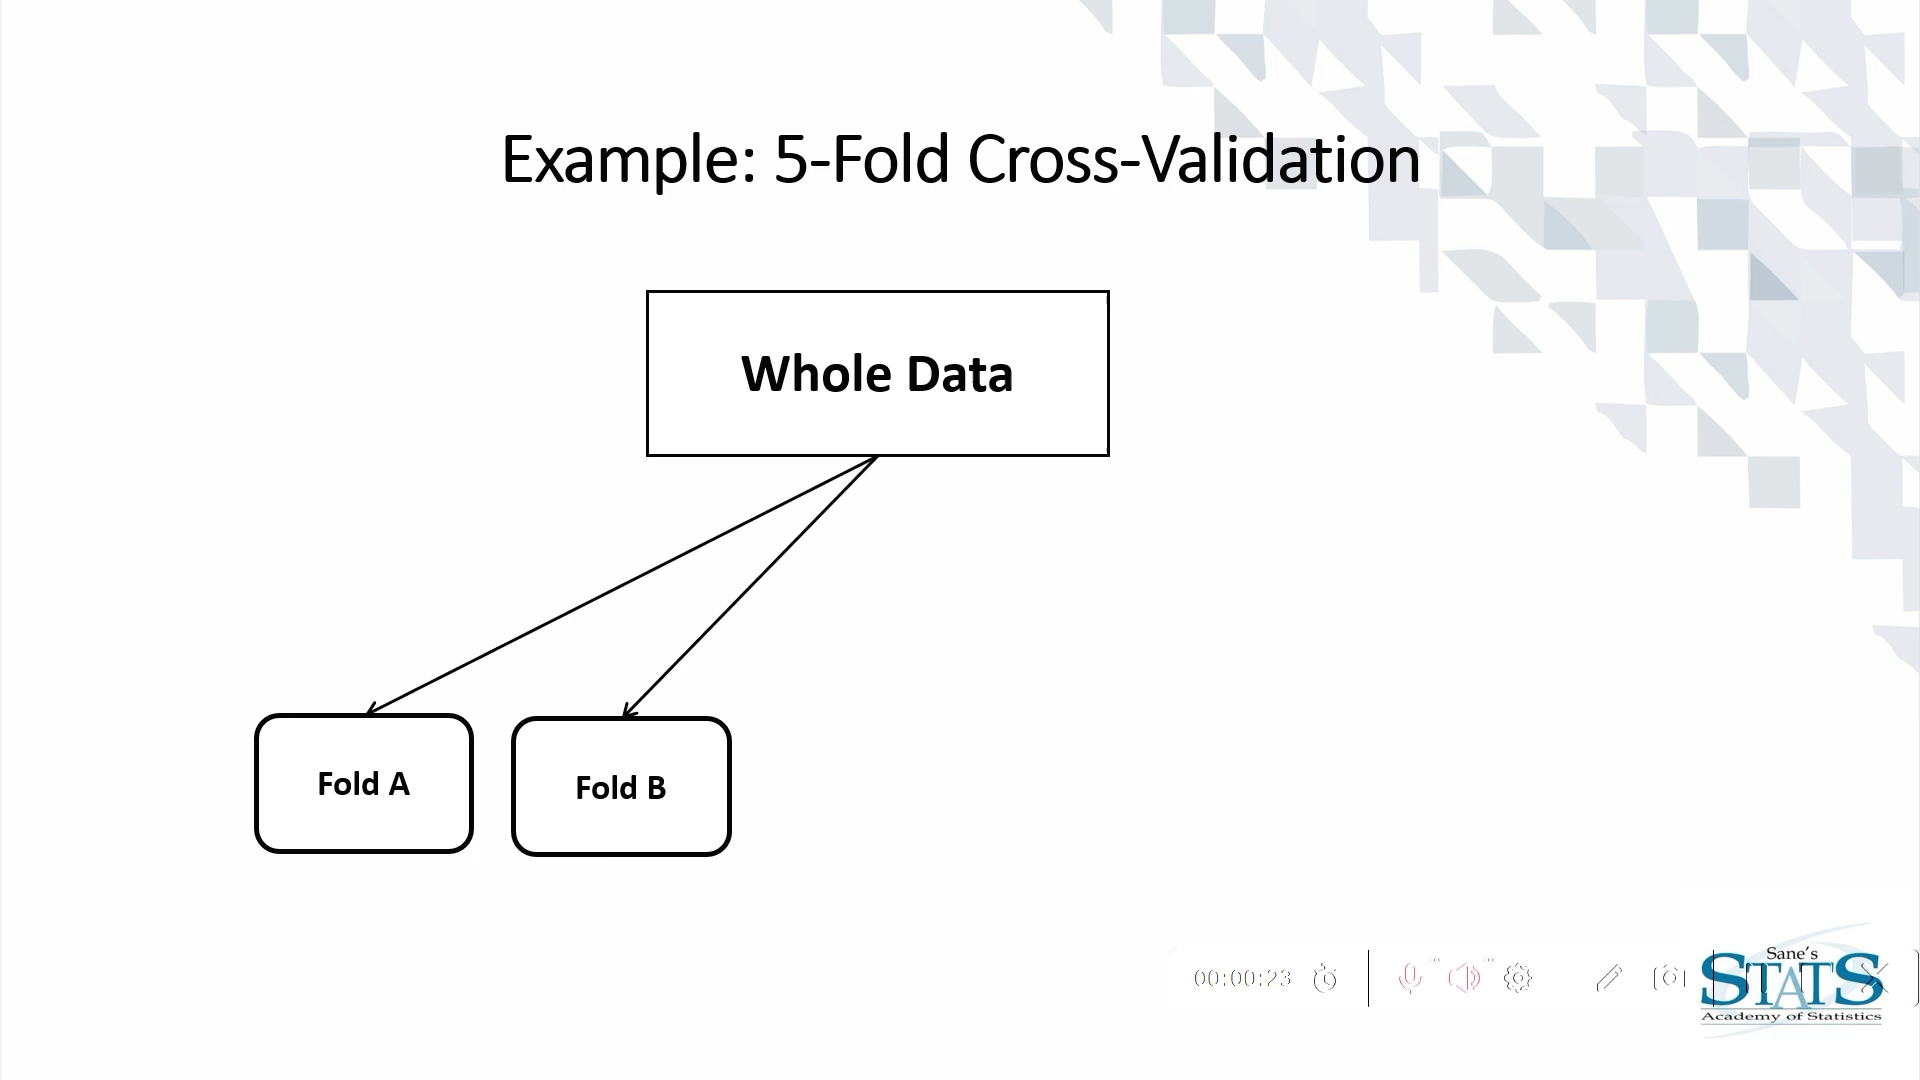 Example: 5-Fold Cross-Validation
Whole Data
Fold A
Fold B
00:00:23
Sane's
STATS
Academy of Statistics